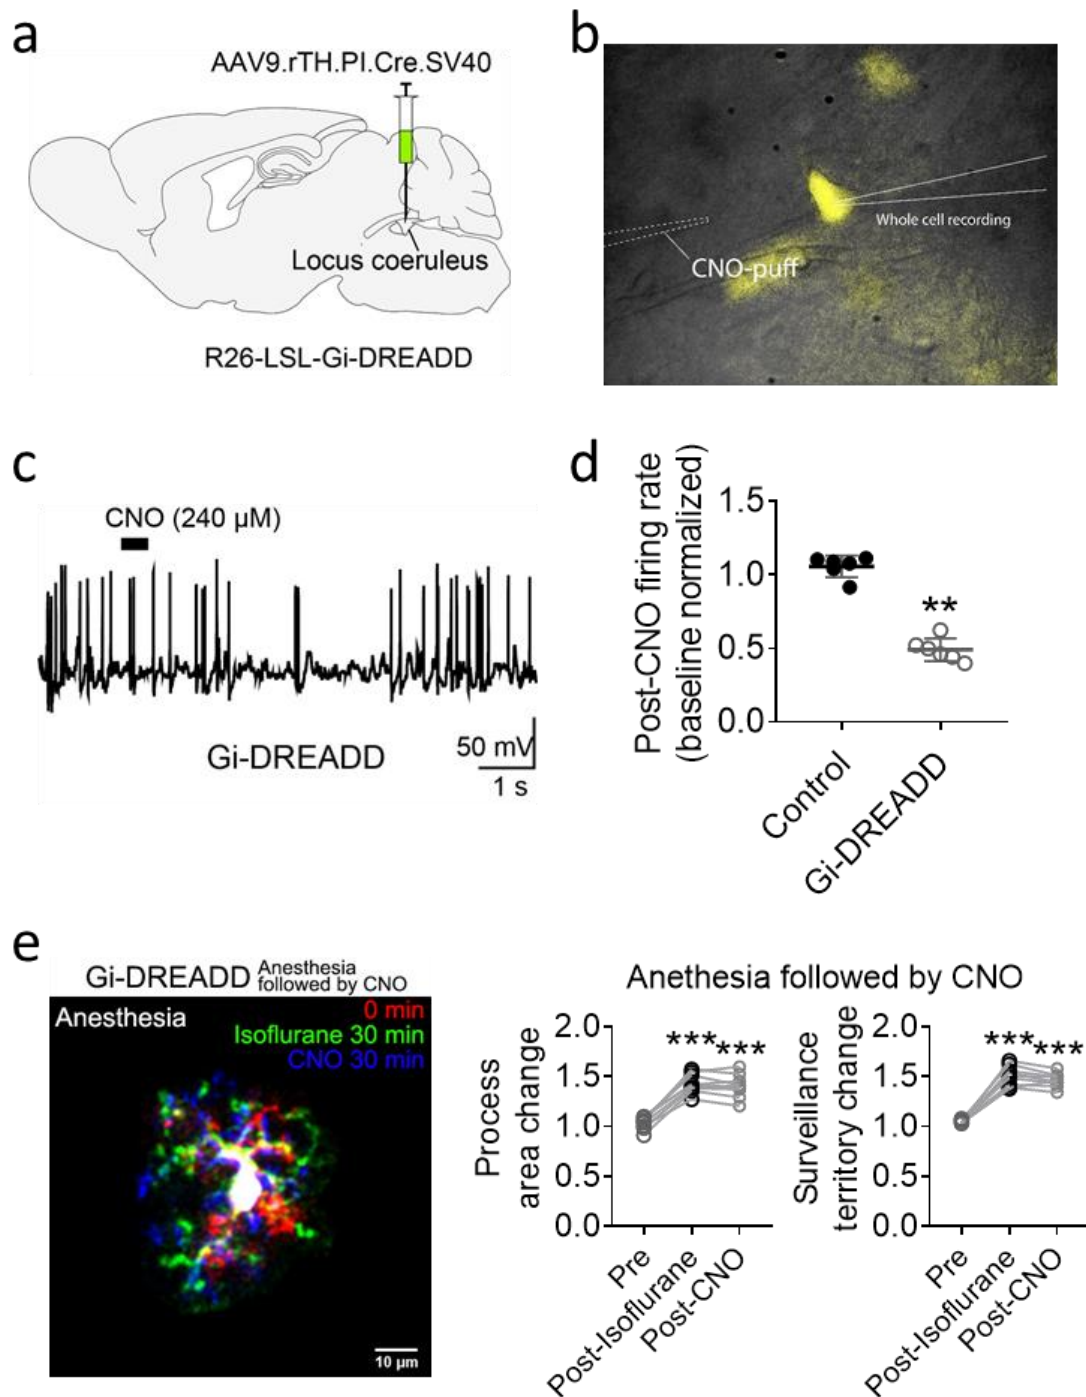 a
AAV9.rTH.PI.Cre.SV40
Locus coeruleus
R26-LSL-Gi-DREADD
b
Whole cell recording
CNO-puff
c
CNO (240 µM)
Gi-DREADD
50 mV
1 s
d
Post-CNO firing rate
(baseline normalized)
1.5
1.0
0.5
0.0
**
Control
Gi-DREADD
e
Gi-DREADD Anesthesia
followed by CNO
Anesthesia
0 min
Isoflurane 30 min
CNO 30 min
10 µm
Anethesia followed by CNO
Process
area change
2.0
1.5
1.0
0.5
0.0
*** ***
Pre
Post-Isoflurane
Post-CNO
Surveillance
territory change
2.0
1.5
1.0
0.5
0.0
*** ***
Pre
Post-Isoflurane
Post-CNO